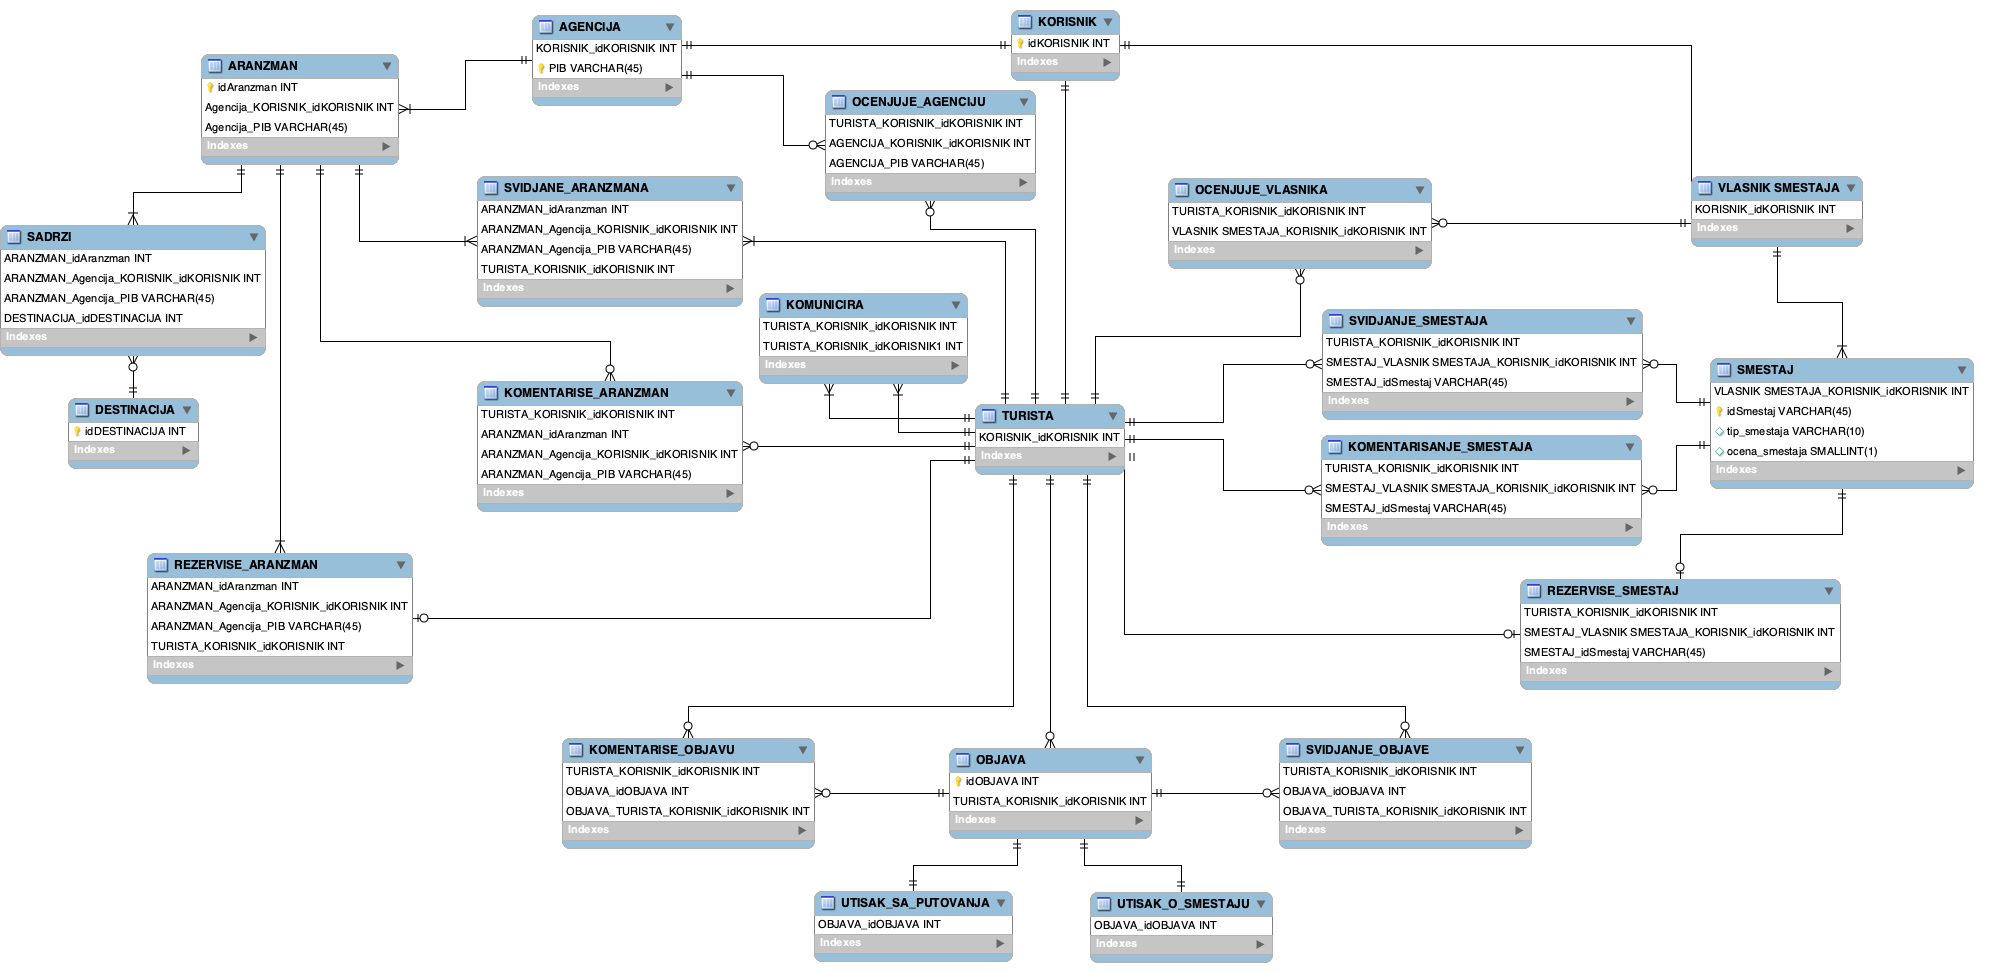 AGENCIJA
KORISNIK_idKORISNIK INT
PIB VARCHAR(45)
Indexes
KORISNIK
idKORISNIK INT
Indexes
ARANZMAN
idAranzman INT
Agencija_KORISNIK_idKORISNIK INT
Agencija_PIB VARCHAR(45)
Indexes
OCENJUJE_AGENCIJU
TURISTA_KORISNIK_idKORISNIK INT
AGENCIJA_KORISNIK_idKORISNIK INT
AGENCIJA_PIB VARCHAR(45)
Indexes
SVIDJANE_ARANZMANA
ARANZMAN_idAranzman INT
ARANZMAN_Agencija_KORISNIK_idKORISNIK INT
ARANZMAN_Agencija_PIB VARCHAR(45)
TURISTA_KORISNIK_idKORISNIK INT
Indexes
OCENJUJE_VLASNIKA
TURISTA_KORISNIK_idKORISNIK INT
VLASNIK SMESTAJA_KORISNIK_idKORISNIK INT
Indexes
VLASNIK SMESTAJA
KORISNIK_idKORISNIK INT
Indexes
SADRZI
ARANZMAN_idAranzman INT
ARANZMAN_Agencija_KORISNIK_idKORISNIK INT
ARANZMAN_Agencija_PIB VARCHAR(45)
DESTINACIJA_idDESTINACIJA INT
Indexes
KOMUNICIRA
TURISTA_KORISNIK_idKORISNIK INT
TURISTA_KORISNIK_idKORISNIK1 INT
Indexes
SVIDJANJE_SMESTAJA
TURISTA_KORISNIK_idKORISNIK INT
SMESTAJ_VLASNIK SMESTAJA_KORISNIK_idKORISNIK INT
SMESTAJ_idSmestaj VARCHAR(45)
Indexes
SMESTAJ
VLASNIK SMESTAJA_KORISNIK_idKORISNIK INT
idSmestaj VARCHAR(45)
tip_smestaja VARCHAR(10)
ocena_smestaja SMALLINT(1)
Indexes
DESTINACIJA
idDESTINACIJA INT
Indexes
KOMENTARISE_ARANZMAN
TURISTA_KORISNIK_idKORISNIK INT
ARANZMAN_idAranzman INT
ARANZMAN_Agencija_KORISNIK_idKORISNIK INT
ARANZMAN_Agencija_PIB VARCHAR(45)
Indexes
TURISTA
KORISNIK_idKORISNIK INT
Indexes
KOMENTARISANJE_SMESTAJA
TURISTA_KORISNIK_idKORISNIK INT
SMESTAJ_VLASNIK SMESTAJA_KORISNIK_idKORISNIK INT
SMESTAJ_idSmestaj VARCHAR(45)
Indexes
REZERVISE_ARANZMAN
ARANZMAN_idAranzman INT
ARANZMAN_Agencija_KORISNIK_idKORISNIK INT
ARANZMAN_Agencija_PIB VARCHAR(45)
TURISTA_KORISNIK_idKORISNIK INT
Indexes
REZERVISE_SMESTAJ
TURISTA_KORISNIK_idKORISNIK INT
SMESTAJ_VLASNIK SMESTAJA_KORISNIK_idKORISNIK INT
SMESTAJ_idSmestaj VARCHAR(45)
Indexes
KOMENTARISE_OBJAVU
TURISTA_KORISNIK_idKORISNIK INT
OBJAVA_idOBJAVA INT
OBJAVA_TURISTA_KORISNIK_idKORISNIK INT
Indexes
OBJAVA
idOBJAVA INT
TURISTA_KORISNIK_idKORISNIK INT
Indexes
SVIDJANJE_OBJAVE
TURISTA_KORISNIK_idKORISNIK INT
OBJAVA_idOBJAVA INT
OBJAVA_TURISTA_KORISNIK_idKORISNIK INT
Indexes
UTISAK_SA_PUTOVANJA
OBJAVA_idOBJAVA INT
Indexes
UTISAK_O_SMESTAJU
OBJAVA_idOBJAVA INT
Indexes